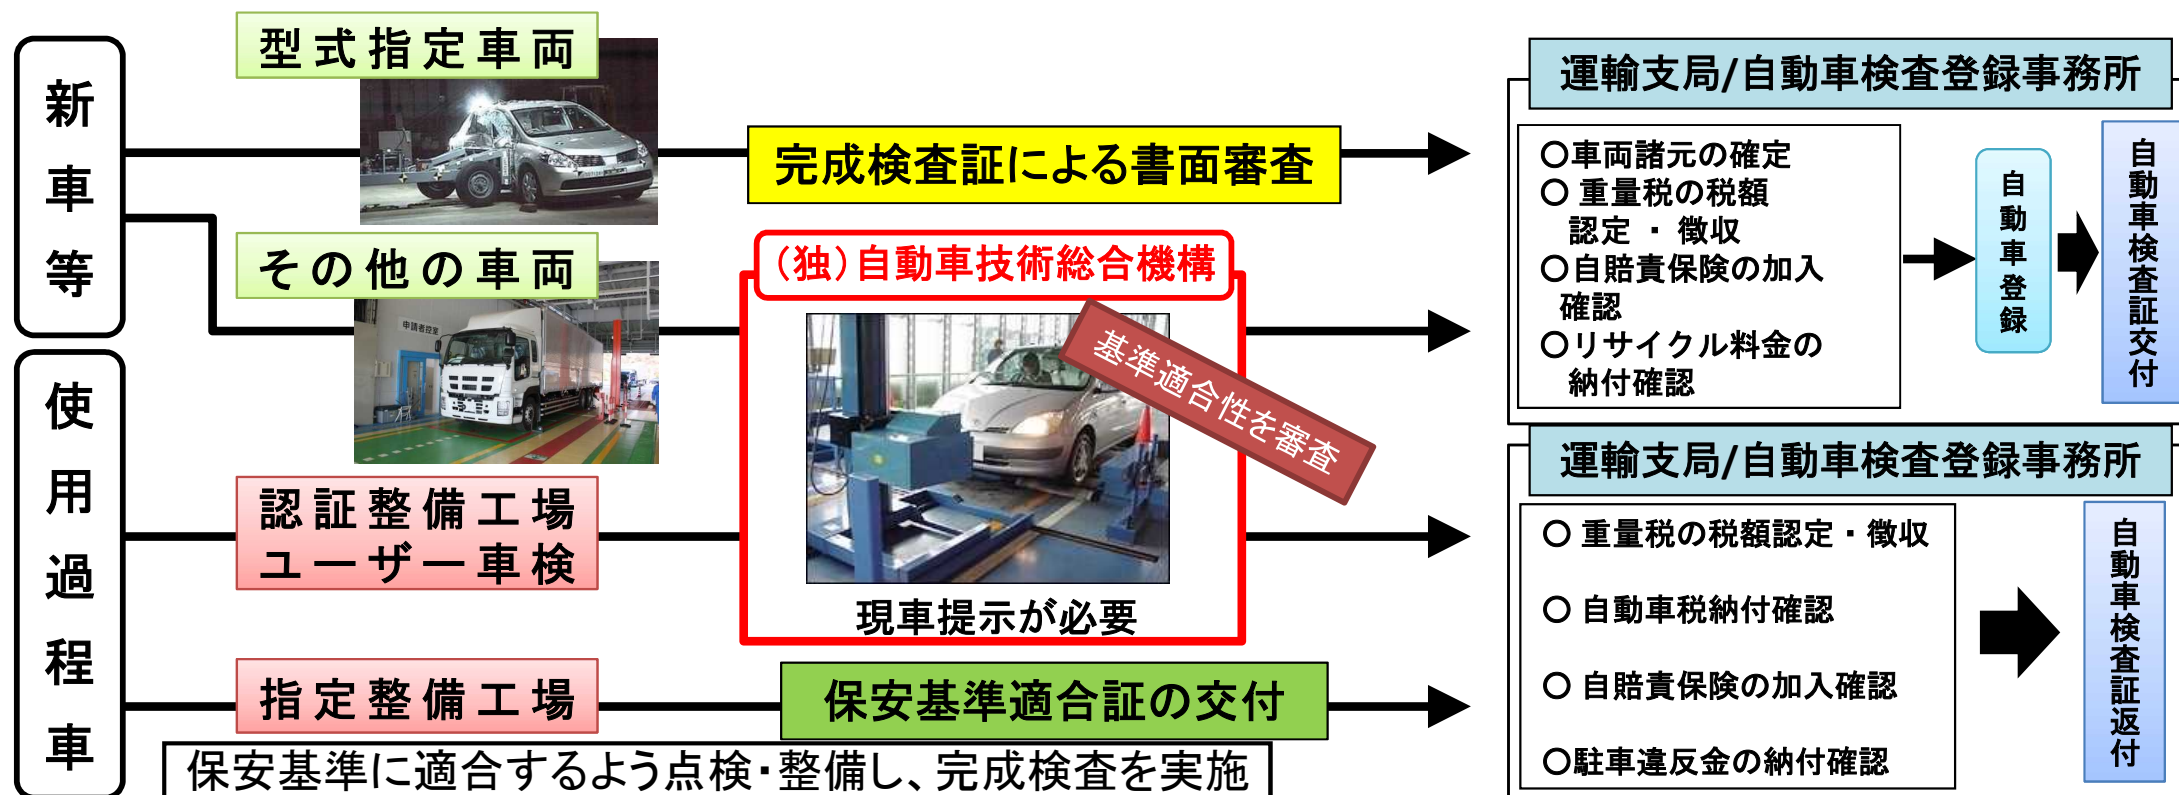 新車等
型式指定車両
完成検査証による書面審査
その他の車両
申請者控室
(独)自動車技術総合機構
基準適合性を審査
現車提示が必要
運輸支局/自動車検査登録事務所
〇車両諸元の確定
〇 重量税の税額
認定 ・ 徴収
〇自賠責保険の加入
確認
〇リサイクル料金の
納付確認
自動車登録
自動車検査証交付
使用過程車
認証整備工場
ユーザー車検
指定整備工場
保安基準適合証の交付
保安基準に適合するよう点検・整備し、完成検査を実施
運輸支局/自動車検査登録事務所
〇 重量税の税額認定・徴収
〇 自動車税納付確認
〇 自賠責保険の加入確認
〇駐車違反金の納付確認
自動車検査証返付